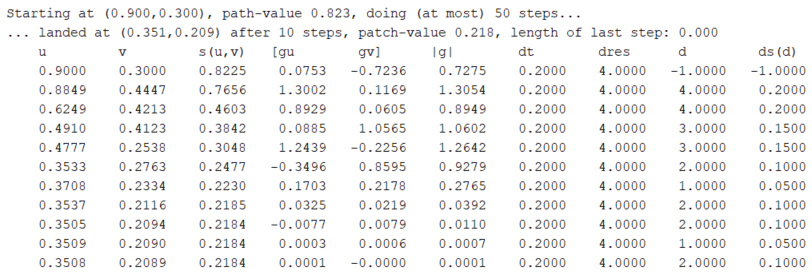 Starting at (0.900,0.300), path-value 0.823, doing (at most) 50 steps...
... landed at (0.351,0.209) after 10 steps, patch-value 0.218, length of last step: 0.000
u v s(u,v) [gu gv] |g| dt dres d ds(d)
0.9000 0.3000 0.8225 0.0753 -0.7236 0.7275 0.2000 4.0000 -1.0000 -1.0000
0.8849 0.4447 0.7656 1.3002 0.1169 1.3054 0.2000 4.0000 4.0000 0.2000
0.6249 0.4213 0.4603 0.8929 0.0605 0.8949 0.2000 4.0000 4.0000 0.2000
0.4910 0.4123 0.3842 0.0885 1.0565 1.0602 0.2000 4.0000 3.0000 0.1500
0.4777 0.2538 0.3048 1.2439 -0.2256 1.2642 0.2000 4.0000 3.0000 0.1500
0.3533 0.2763 0.2477 -0.3496 0.8595 0.9279 0.2000 4.0000 2.0000 0.1000
0.3708 0.2334 0.2230 0.1703 0.2178 0.2765 0.2000 4.0000 1.0000 0.0500
0.3537 0.2116 0.2185 0.0325 0.0219 0.0392 0.2000 4.0000 2.0000 0.1000
0.3505 0.2094 0.2184 -0.0077 0.0079 0.0110 0.2000 4.0000 2.0000 0.1000
0.3509 0.2090 0.2184 0.0003 0.0006 0.0007 0.2000 4.0000 1.0000 0.0500
0.3508 0.2089 0.2184 0.0001 -0.0000 0.0001 0.2000 4.0000 2.0000 0.1000